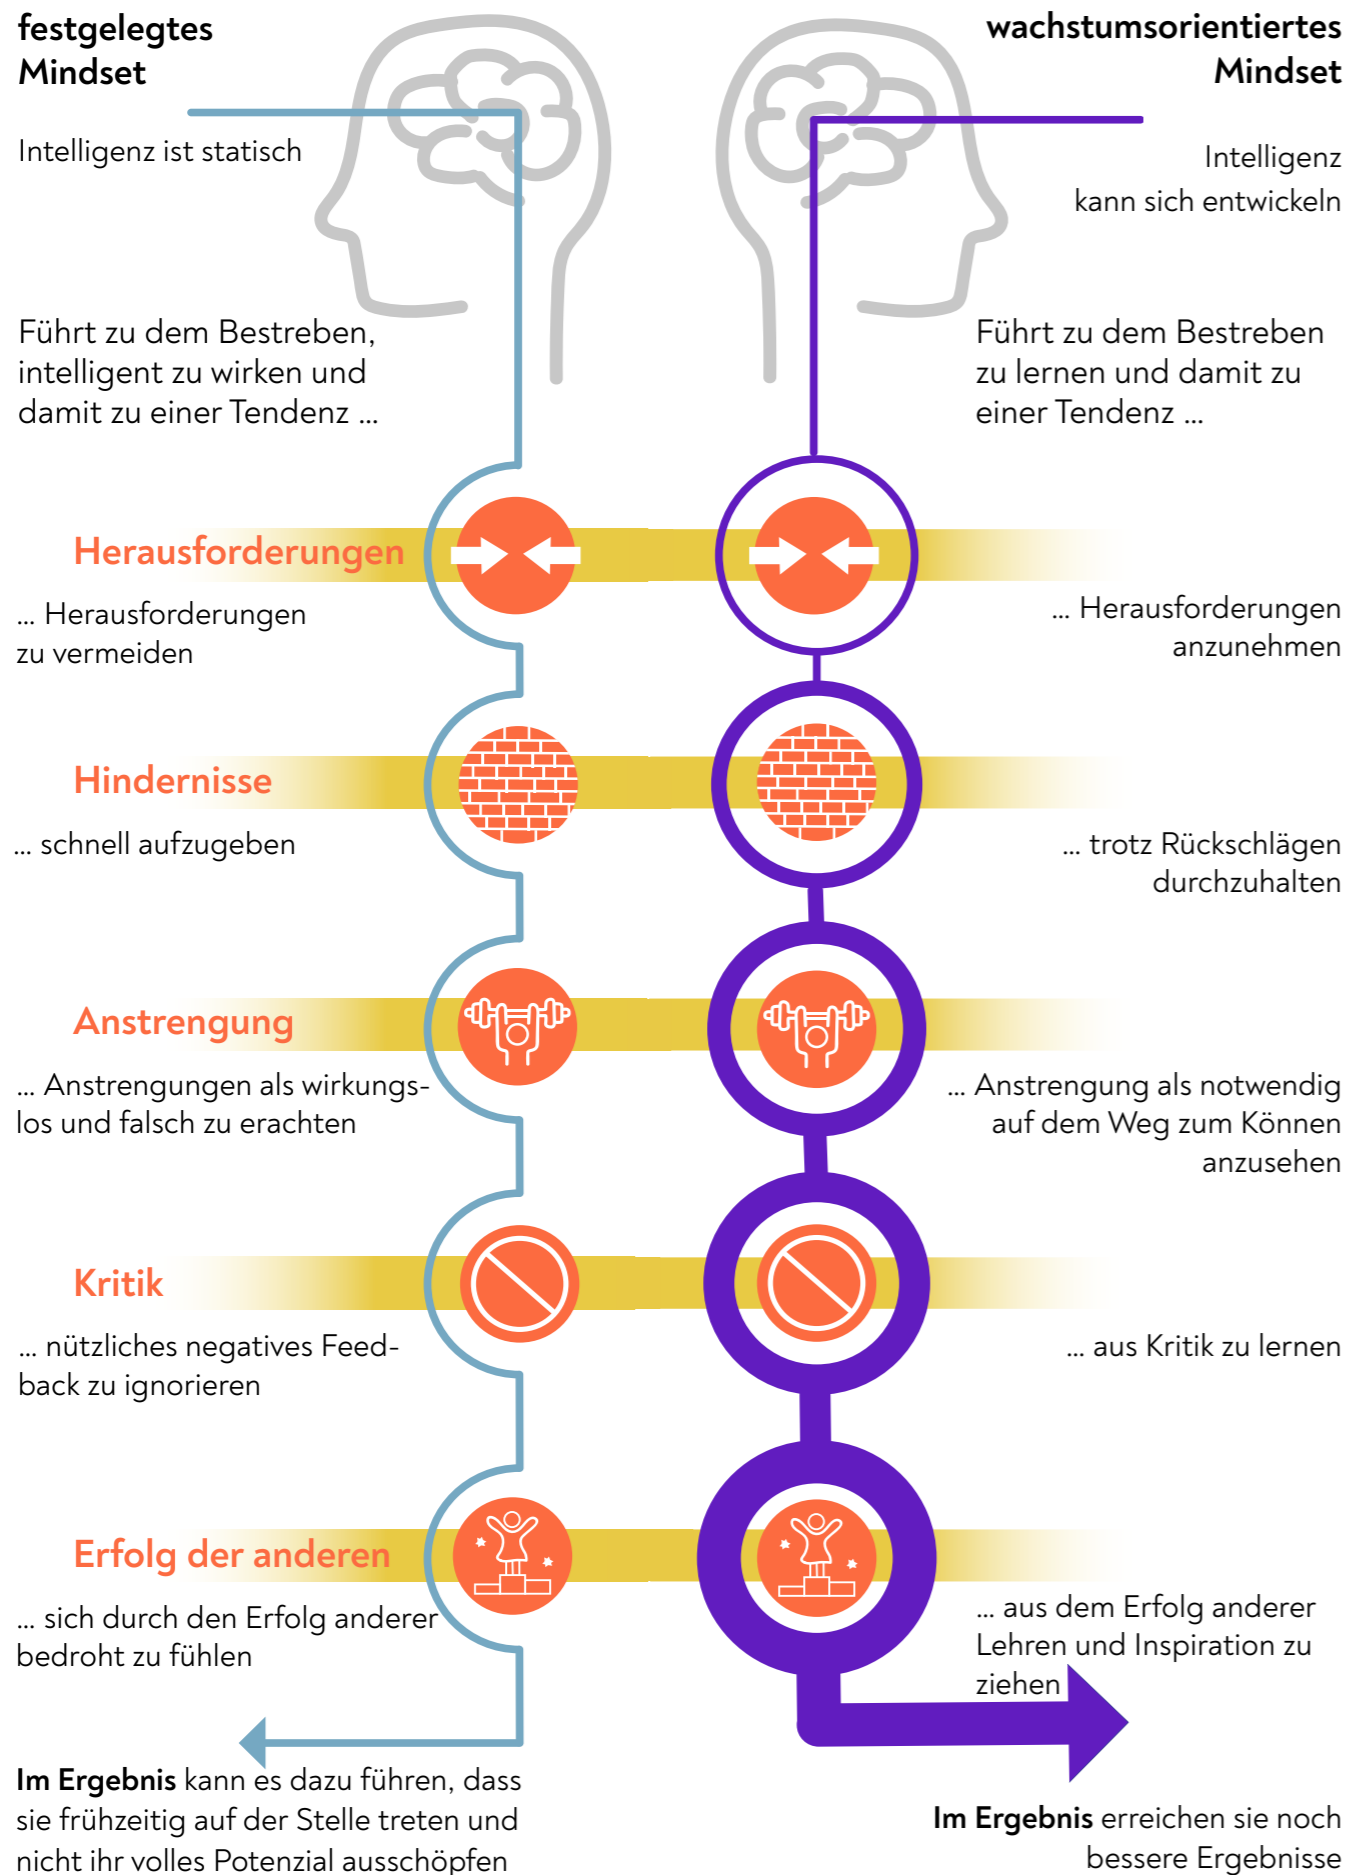 festgelegtes
Mindset
wachstumsorientiertes
Mindset
Intelligenz ist statisch
Intelligenz
kann sich entwickeln
Führt zu dem Bestreben,
intelligent zu wirken und
damit zu einer Tendenz ...
Führt zu dem Bestreben
zu lernen und damit zu
einer Tendenz ...
Herausforderungen
... Herausforderungen
zu vermeiden
... Herausforderungen
anzunehmen
Hindernisse
... schnell aufzugeben
... trotz Rückschlägen
durchzuhalten
Anstrengung
... Anstrengungen als wirkungs-
los und falsch zu erachten
... Anstrengung als notwendig
auf dem Weg zum Können
anzusehen
Kritik
... nützliches negatives Feed-
back zu ignorieren
... aus Kritik zu lernen
Erfolg der anderen
... sich durch den Erfolg anderer
bedroht zu fühlen
... aus dem Erfolg anderer
Lehren und Inspiration zu
ziehen
Im Ergebnis kann es dazu führen, dass
sie frühzeitig auf der Stelle treten und
nicht ihr volles Potenzial ausschöpfen
Im Ergebnis erreichen sie noch
bessere Ergebnisse